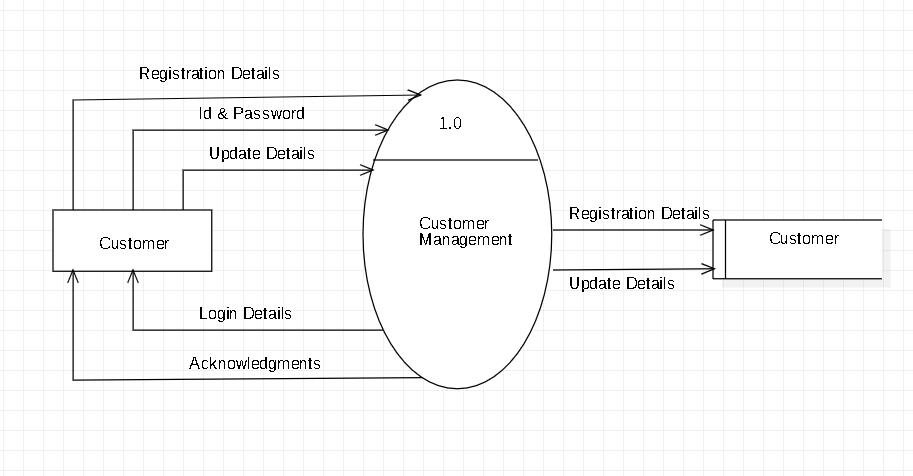 Registration Details
Id & Password
1.0
Update Details
Customer
Management
Registration Details
Customer
Customer
Update Details
Login Details
Acknowledgments